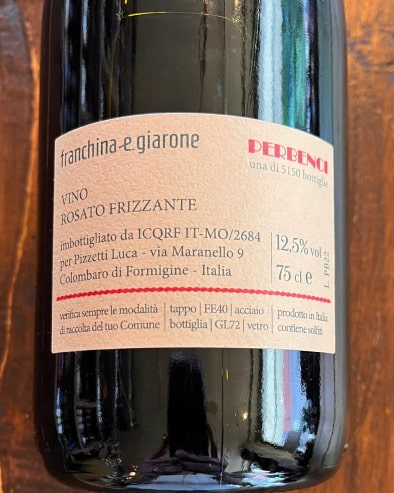 franchina e giarone
PERBENCI
una di 5150 bottiglie
VINO
ROSATO FRIZZANTE
imbottigliato da ICQRF IT-MO/2684
per Pizzetti Luca - via Maranello 9
Colombaro di Formigine - Italia
12,5% vol
75 cl e
L. PB22
verifica sempre le modalità
di raccolta del tuo Comune
tappo | FE40 | acciaio
bottiglia | GL72 | vetro
prodotto in Italia
contiene solfiti